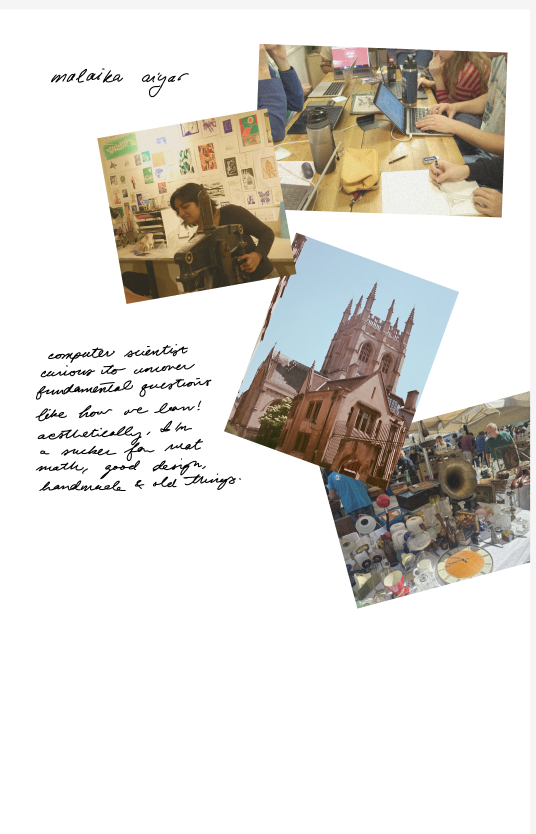 malaika aiyar
computer scientist
curious to uncover
fundamental questions
like how we learn!
aesthetically, I'm
a sucker for neat
math, good design,
handmade & old things.